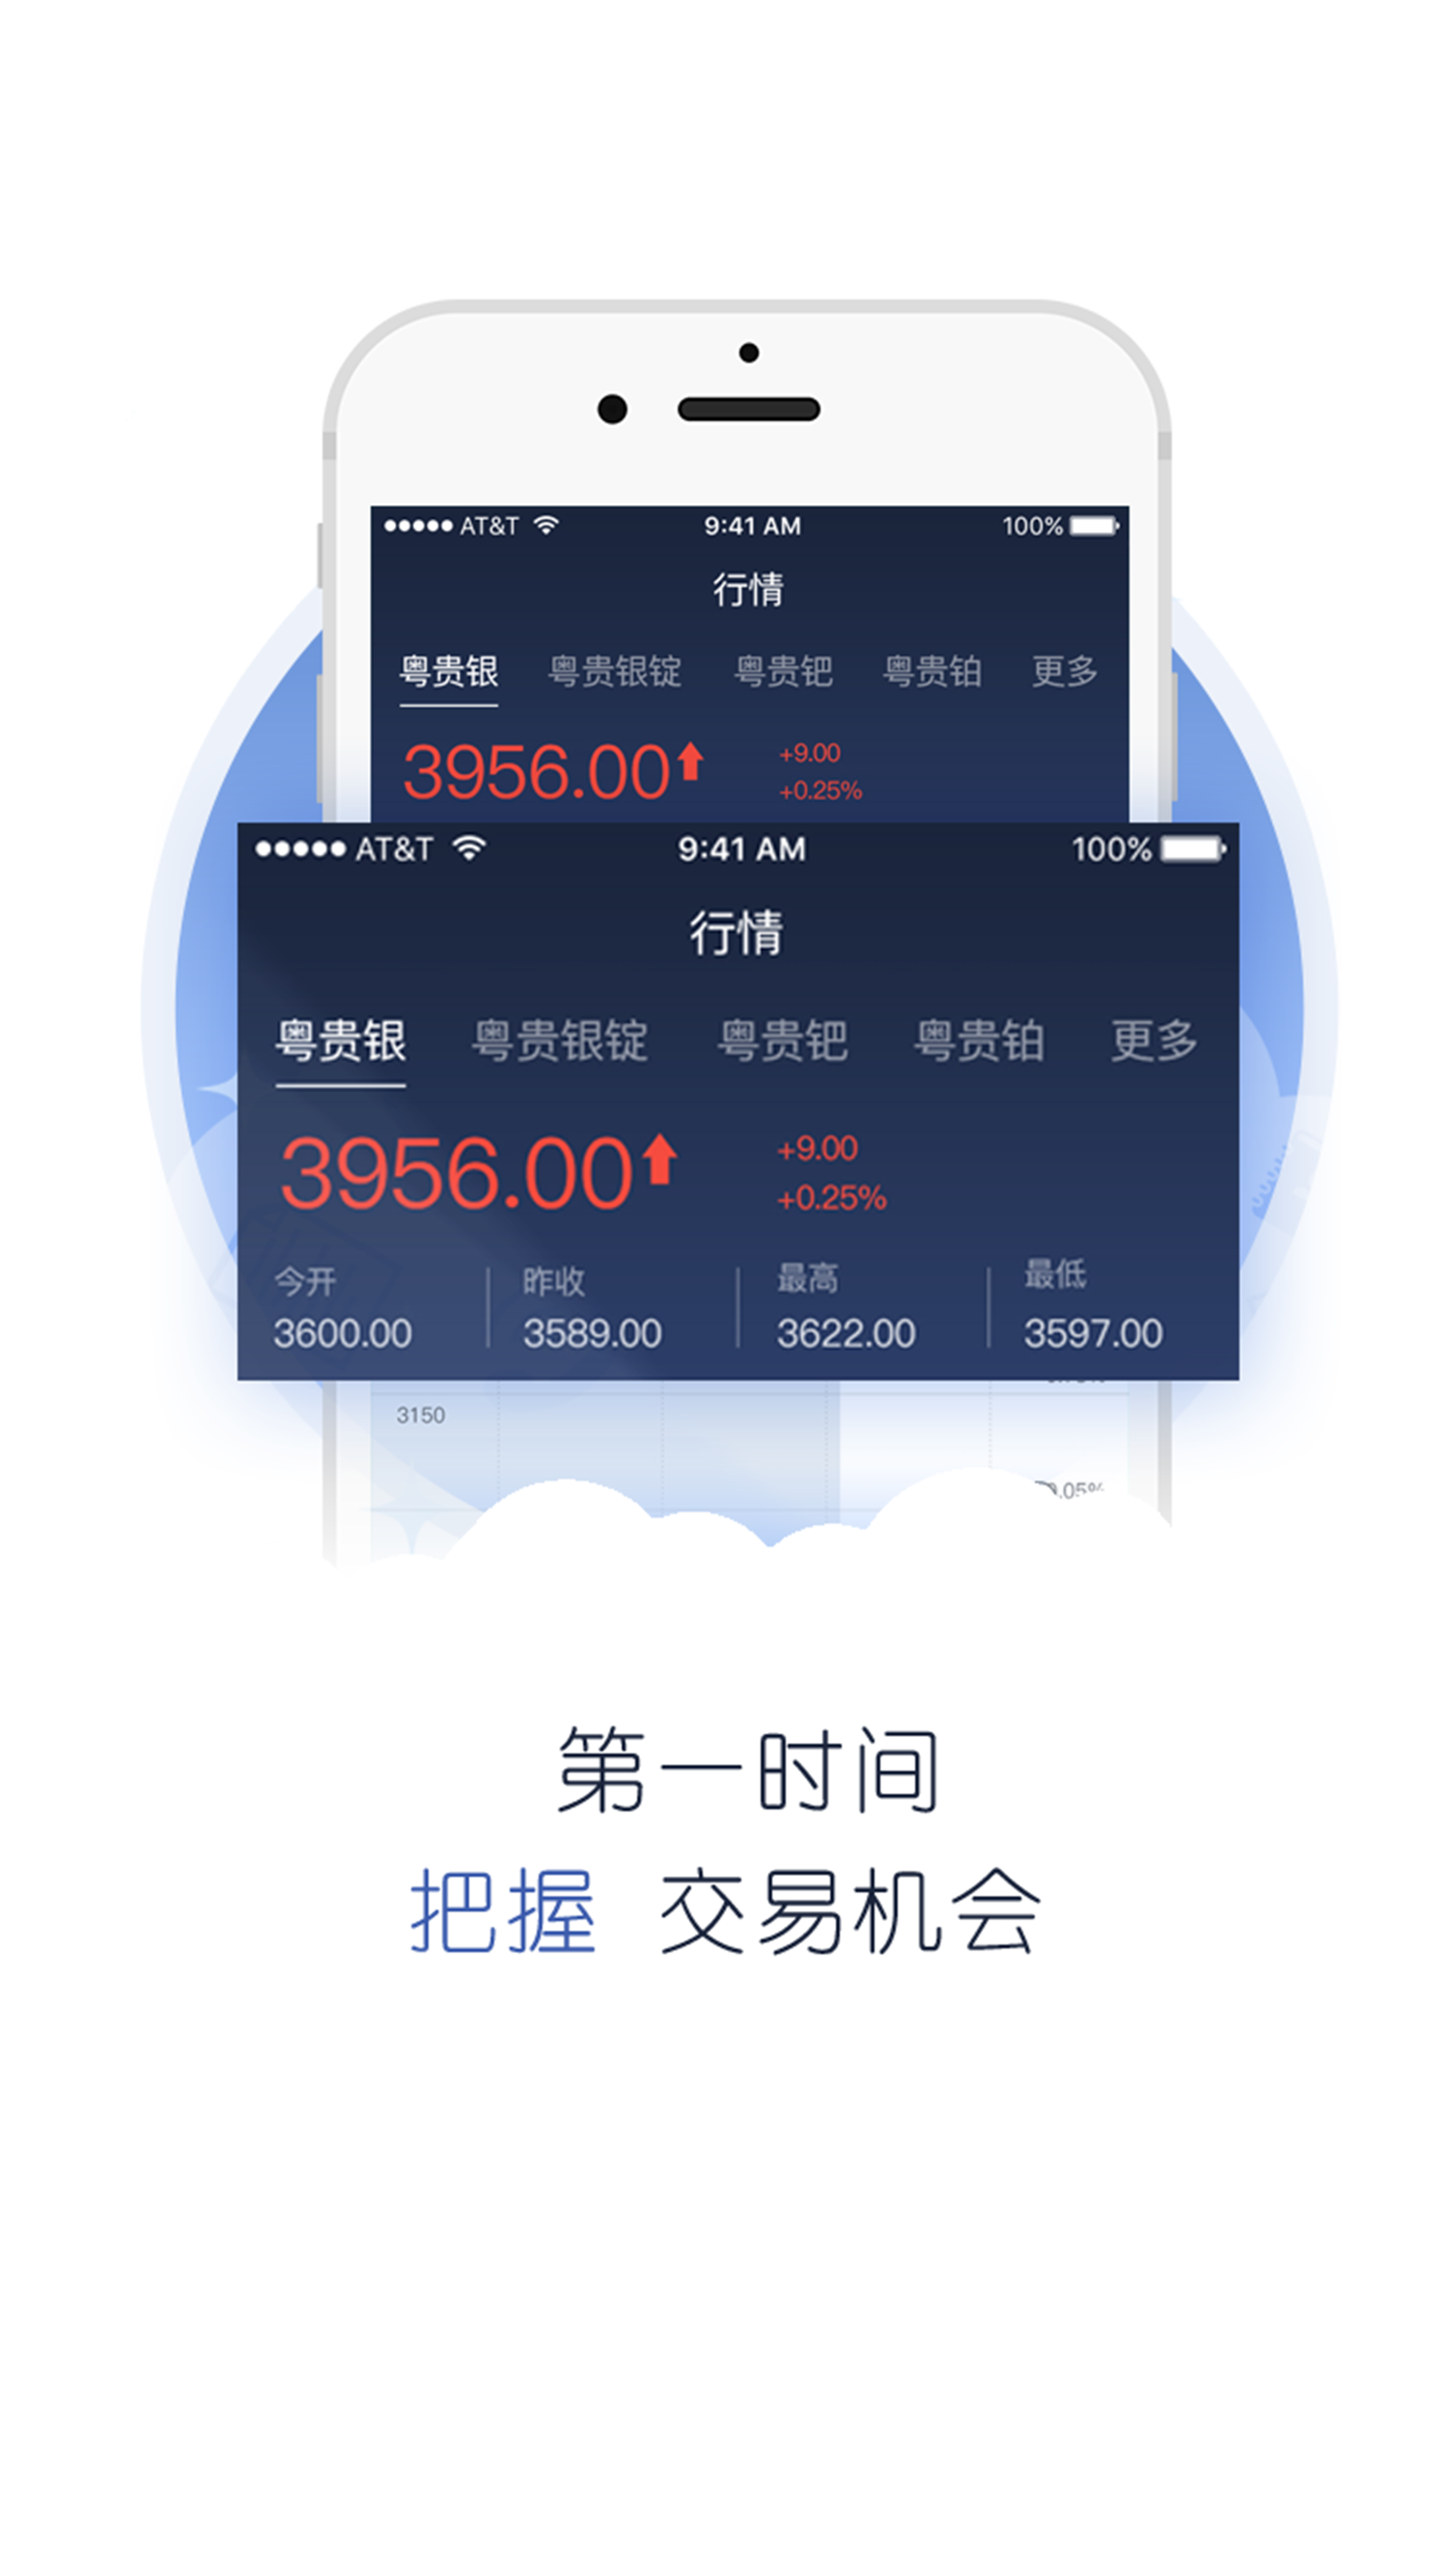 AT&T 9:41 AM 100%
行情
粤贵银 粤贵银锭 粤贵钯 粤贵铂 更多
3956.00 +9.00
+0.25%
AT&T 9:41 AM 100%
行情
粤贵银 粤贵银锭 粤贵钯 粤贵铂 更多
3956.00 +9.00
+0.25%
今开 昨收 最高 最低
3600.00 3589.00 3622.00 3597.00
3150
第一时间
把握 交易机会